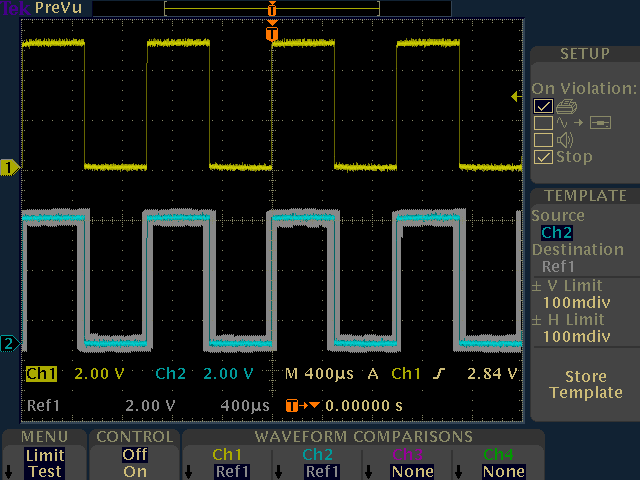 Tek PreVu
T
T
SETUP
On Violation:
Stop
1
TEMPLATE
Source
Ch2
Destination
Ref1
± V Limit
100mdiv
± H Limit
100mdiv
2
Ch1 2.00 V Ch2 2.00 V M 400µs A Ch1 2.84 V
Ref1 2.00 V 400µs T 0.00000 s
Store
Template
MENU CONTROL WAVEFORM COMPARISONS
Limit Off Ch1 Ch2 Ch3 Ch4
Test On Ref1 Ref1 None None